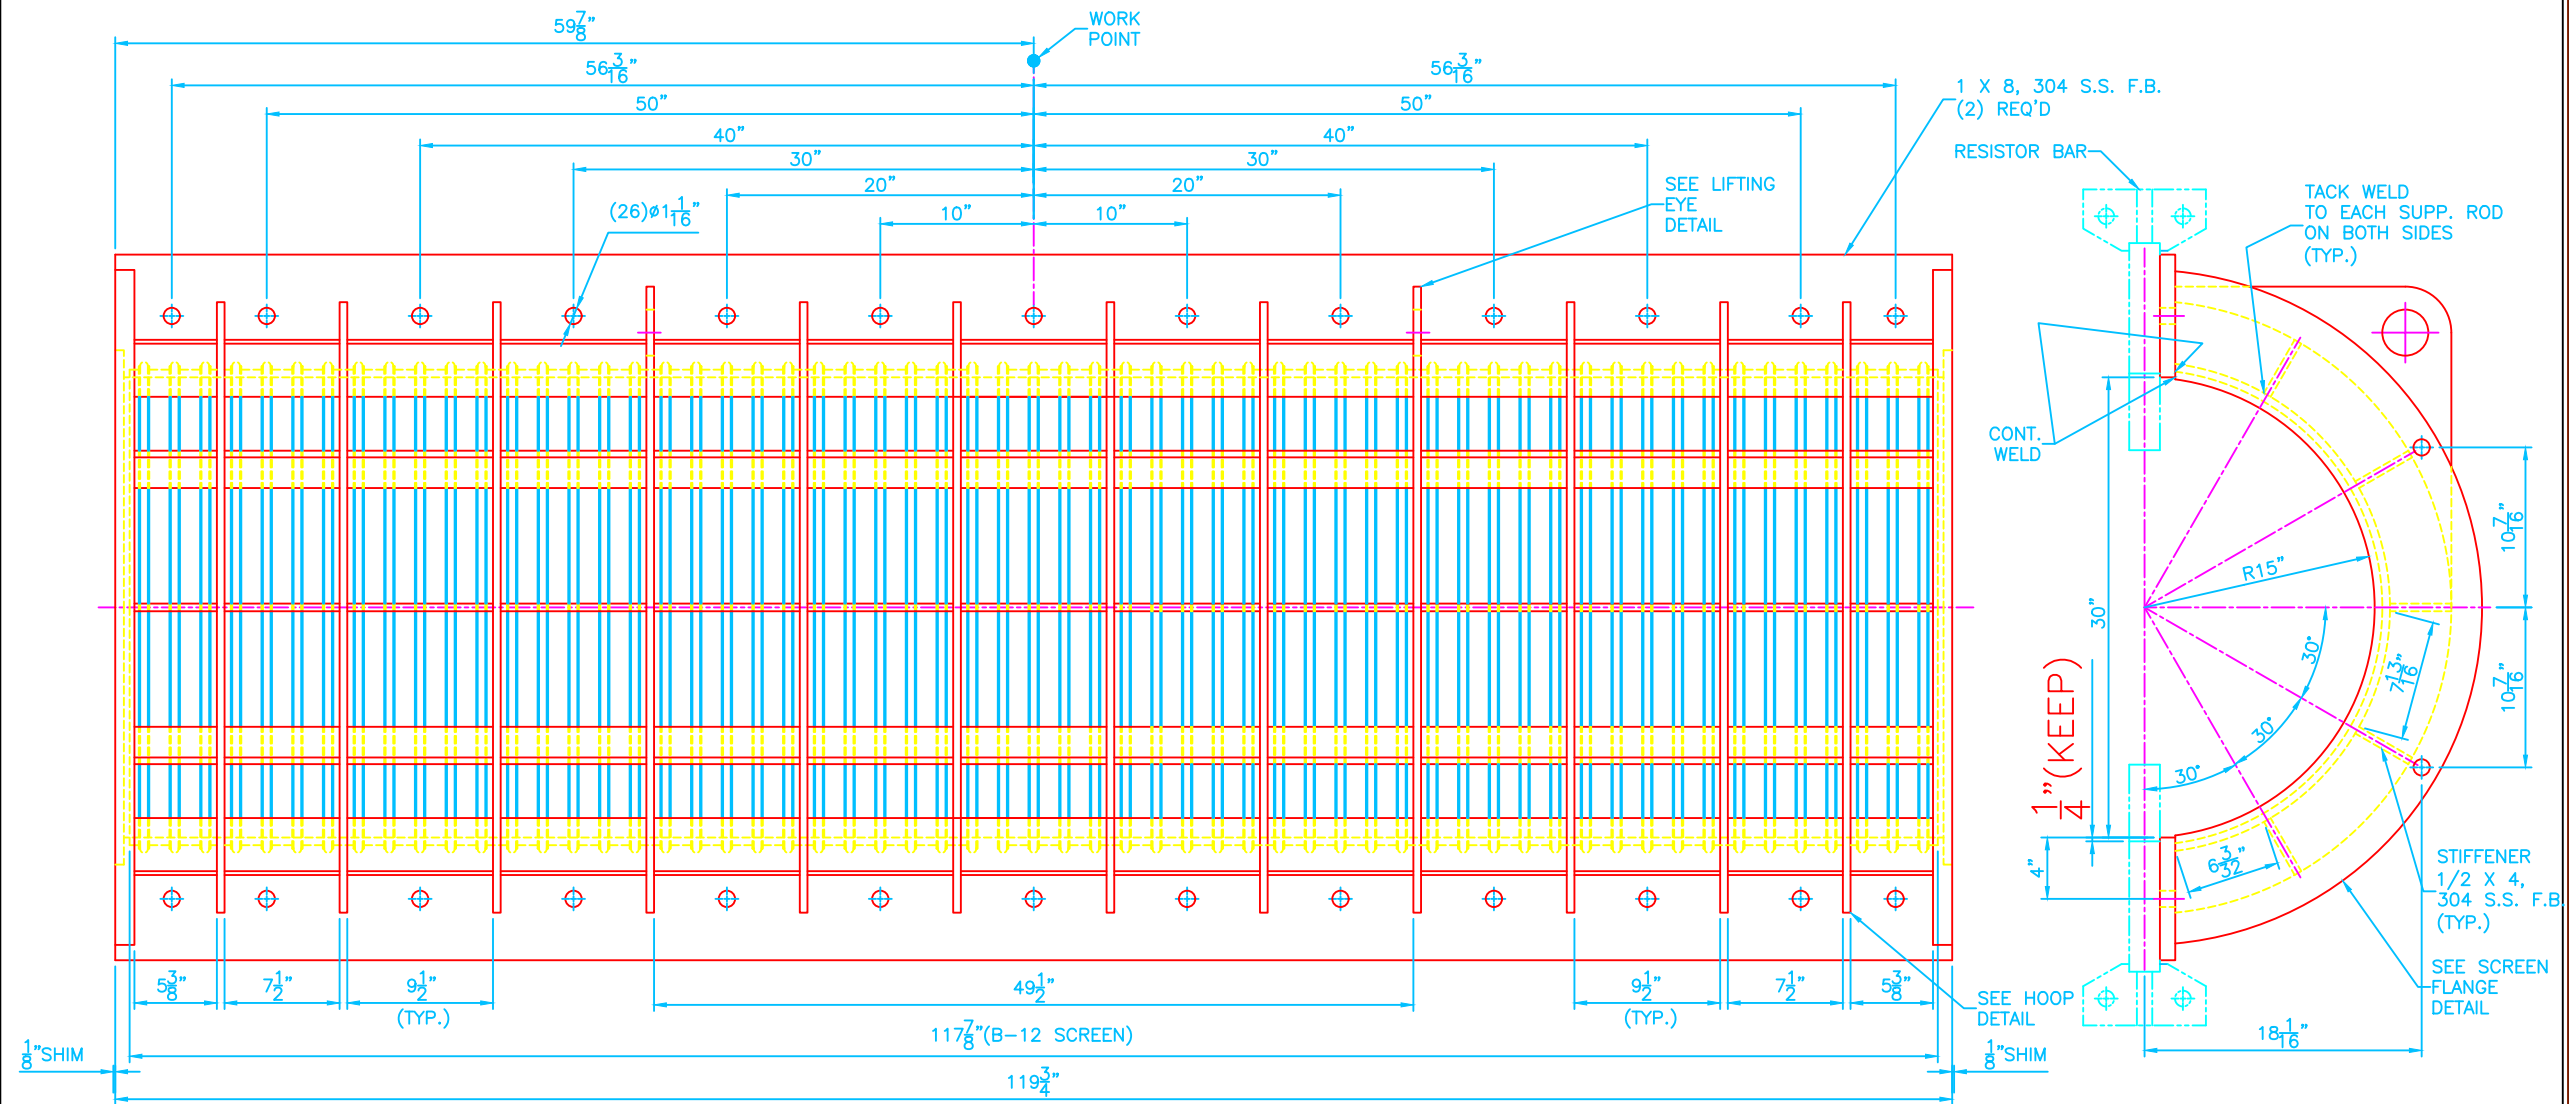 59 7/8"
WORK
POINT
56 3/16"
56 3/16"
50"
50"
40"
40"
30"
30"
20"
20"
10"
10"
(26)ø1 1/16"
SEE LIFTING
EYE
DETAIL
1 X 8, 304 S.S. F.B.
(2) REQ'D
RESISTOR BAR
TACK WELD
TO EACH SUPP. ROD
ON BOTH SIDES
(TYP.)
CONT.
WELD
R15"
30"
10 7/16"
10 7/16"
7 13/16"
30°
30°
30°
1/4"(KEEP)
4"
6 3/32"
STIFFENER
1/2 X 4,
304 S.S. F.B.
(TYP.)
SEE SCREEN
FLANGE
DETAIL
18 1/16"
SEE HOOP
DETAIL
5 3/8"
7 1/2"
9 1/2"
(TYP.)
49 1/2"
9 1/2"
(TYP.)
7 1/2"
5 3/8"
117 7/8"(B-12 SCREEN)
1/8"SHIM
1/8"SHIM
119 3/4"